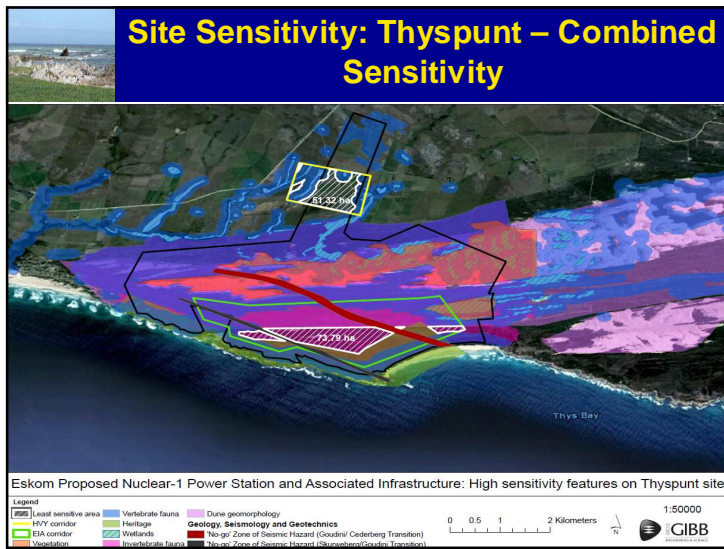 Site Sensitivity: Thyspunt – Combined
Sensitivity
81.32 ha
73.79 ha
Thys Bay
Eskom Proposed Nuclear-1 Power Station and Associated Infrastructure: High sensitivity features on Thyspunt site
Legend
Least sensitive area
HVY corridor
EIA corridor
Vegetation
Vertebrate fauna
Heritage
Wetlands
Invertebrate fauna
Dune geomorphology
Geology, Seismology and Geotechnics
'No-go' Zone of Seismic Hazard (Goudini/ Cederberg Transition)
'No-go' Zone of Seismic Hazard (Skurweberg/Goudini Transition)
0 0.5 1 2 Kilometers
N
1:50000
GIBB